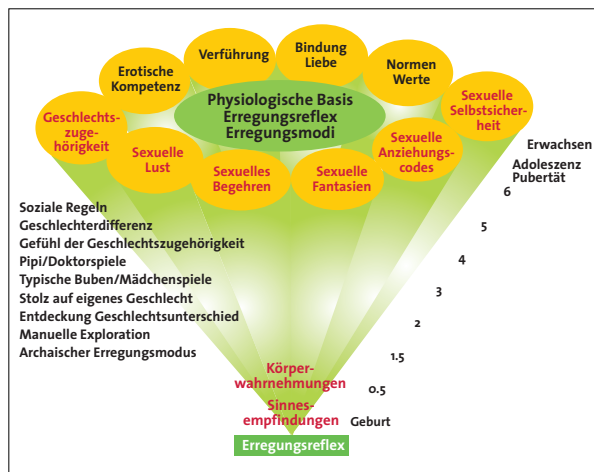 Bindung
Liebe
Verführung
Normen
Werte
Erotische
Kompetenz
Sexuelle
Selbstsicher-
heit
Physiologische Basis
Erregungsreflex
Erregungsmodi
Geschlechts-
zuge-
hörigkeit
Sexuelle
Lust
Sexuelles
Begehren
Sexuelle
Fantasien
Sexuelle
Anziehungs-
codes
Erwachsen
Adoleszenz
Pubertät
6
5
4
3
2
1.5
0.5
Geburt
Soziale Regeln
Geschlechterdifferenz
Gefühl der Geschlechtszugehörigkeit
Pipi/Doktorspiele
Typische Buben/Mädchenspiele
Stolz auf eigenes Geschlecht
Entdeckung Geschlechtsunterschied
Manuelle Exploration
Archaischer Erregungsmodus
Körper-
wahrnehmungen
Sinnes-
empfindungen
Erregungsreflex